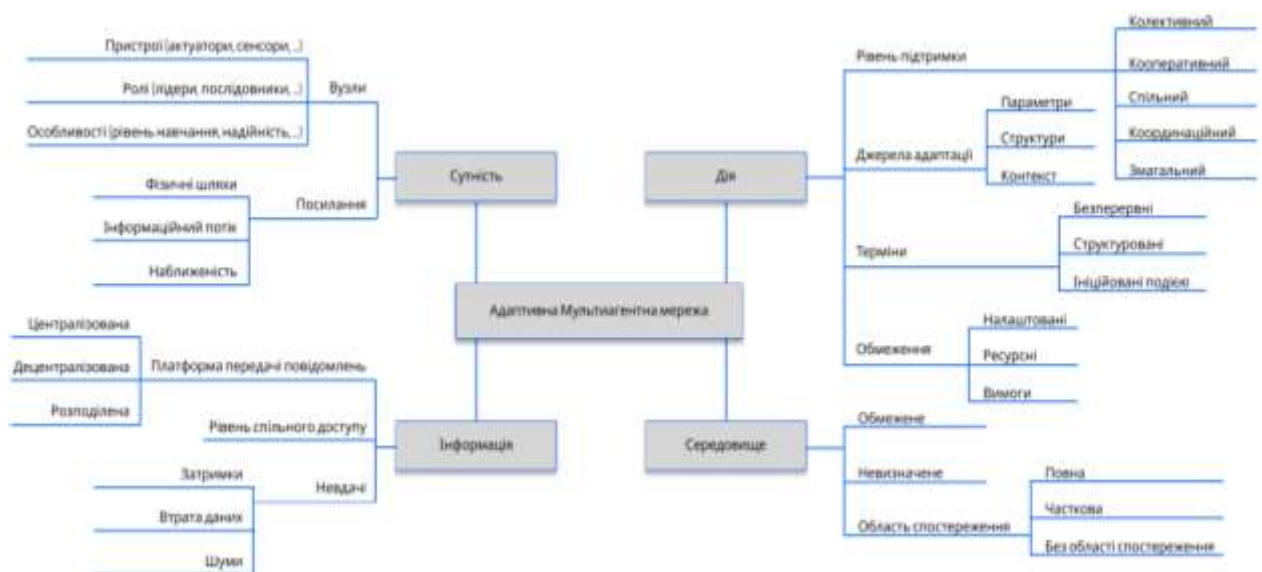 Пристрої (актуатори, сенсори, ..)
Ролі (лідери, послідовники, ..)
Особливості (рівень навчання, надійність, ..)
Вузли
Фізичні шляхи
Інформаційний потік
Наближеність
Посилання
Сутність
Дія
Рівень підтримки
Колективний
Кооперативний
Спільний
Координаційний
Змагальний
Джерела адаптації
Параметри
Структури
Контекст
Терміни
Безперервні
Структуровані
Ініційовані подією
Обмеження
Налаштовані
Ресурсні
Вимоги
Адаптивна Мультиагентна мережа
Централізована
Децентралізована
Розподілена
Платформа передачі повідомлень
Рівень спільного доступу
Затримки
Втрата даних
Шуми
Невдачі
Інформація
Середовище
Обмежене
Невизначене
Область спостереження
Повна
Часткова
Без області спостереження